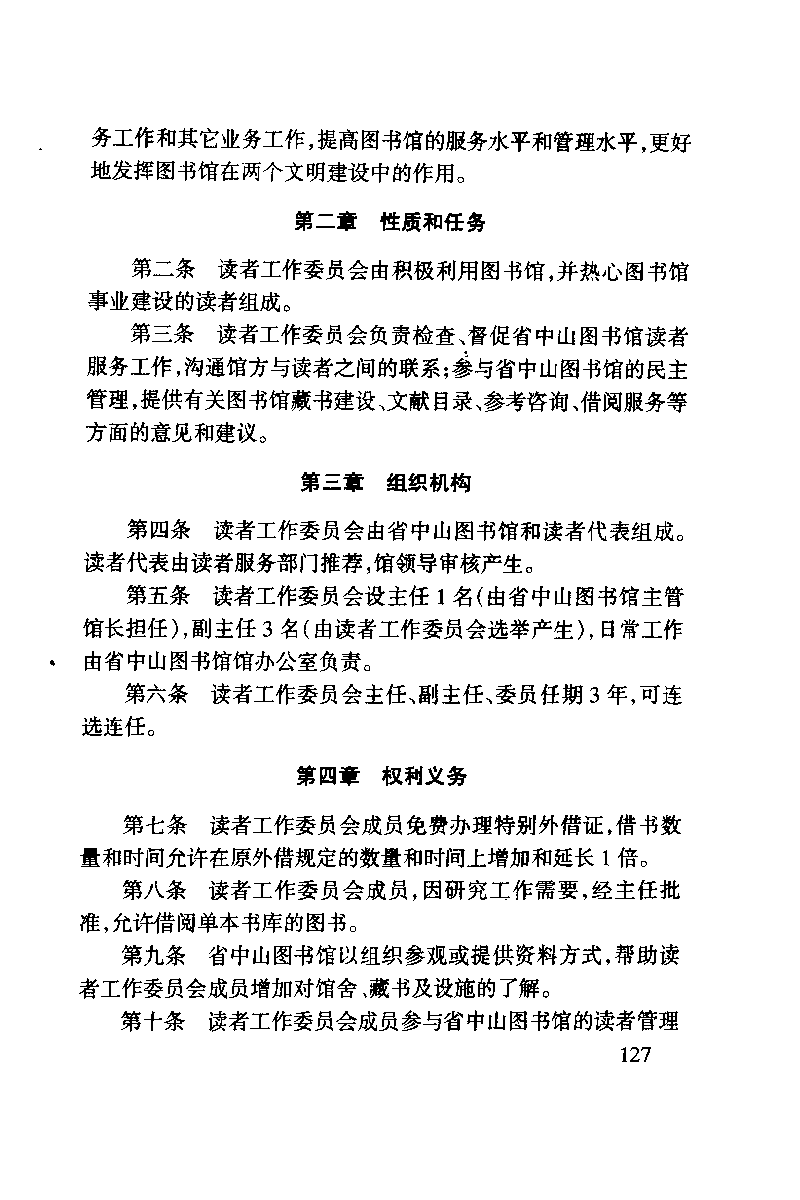 务工作和其它业务工作,提高图书馆的服务水平和管理水平,更好
地发挥图书馆在两个文明建设中的作用。
第二章　性质和任务
第二条　读者工作委员会由积极利用图书馆,并热心图书馆
事业建设的读者组成。
第三条　读者工作委员会负责检查、督促省中山图书馆读者
服务工作,沟通馆方与读者之间的联系;参与省中山图书馆的民主
管理,提供有关图书馆藏书建设、文献目录、参考咨询、借阅服务等
方面的意见和建议。
第三章　组织机构
第四条　读者工作委员会由省中山图书馆和读者代表组成。
读者代表由读者服务部门推荐,馆领导审核产生。
第五条　读者工作委员会设主任 1 名(由省中山图书馆主管
馆长担任),副主任 3 名(由读者工作委员会选举产生),日常工作
由省中山图书馆馆办公室负责。
第六条　读者工作委员会主任、副主任、委员任期 3 年,可连
选连任。
第四章　权利义务
第七条　读者工作委员会成员免费办理特别外借证,借书数
量和时间允许在原外借规定的数量和时间上增加和延长 1 倍。
第八条　读者工作委员会成员,因研究工作需要,经主任批
准,允许借阅单本书库的图书。
第九条　省中山图书馆以组织参观或提供资料方式,帮助读
者工作委员会成员增加对馆舍、藏书及设施的了解。
第十条　读者工作委员会成员参与省中山图书馆的读者管理
127